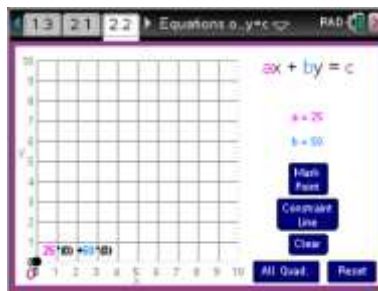 1.3 2.1 2.2 Equations o...y=c RAD
ax + by = c
a = 25
b = 50
Mark
Point
Constraint
Line
Clear
All Quad. Reset
10
9
8
7
6
5
4
3
2
1
25*(0) +50*(0)
0 1 2 3 4 5 6 7 8 9 10